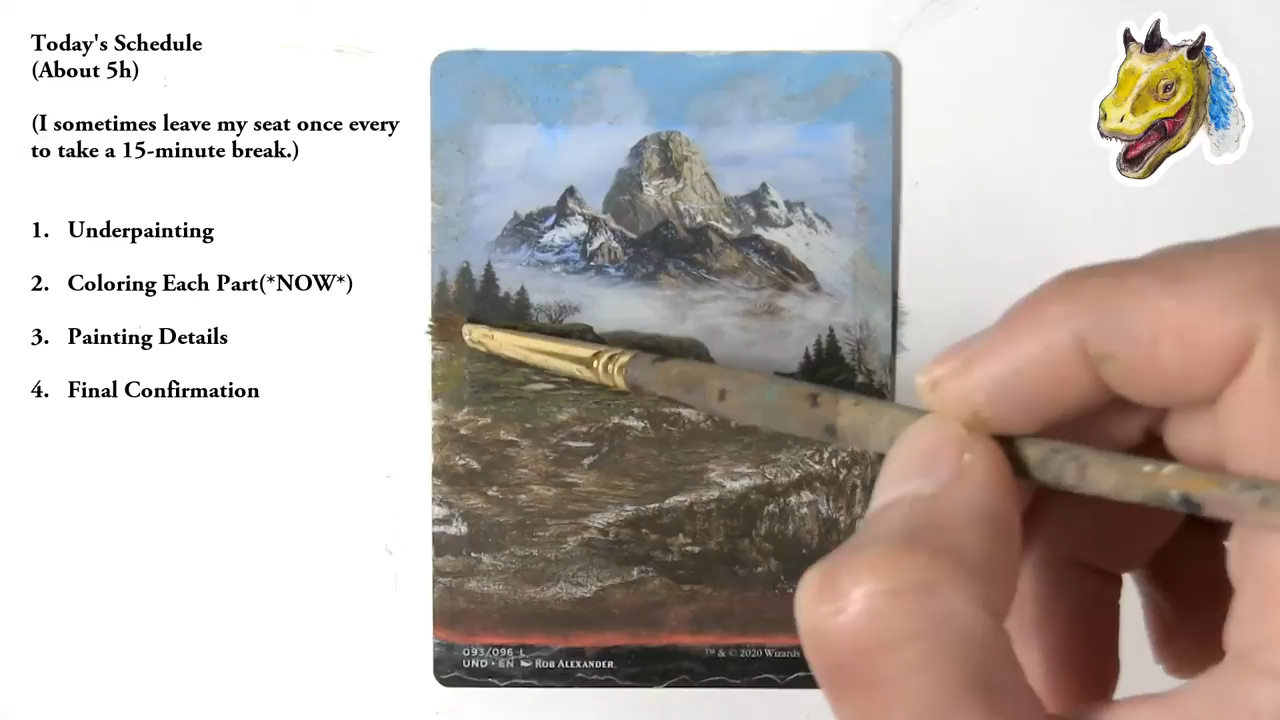 Today's Schedule
(About 5h)
(I sometimes leave my seat once every
to take a 15-minute break.)
1. Underpainting
2. Coloring Each Part(*NOW*)
3. Painting Details
4. Final Confirmation
093/096 L
UND • EN ROB ALEXANDER
™ & © 2020 Wizards